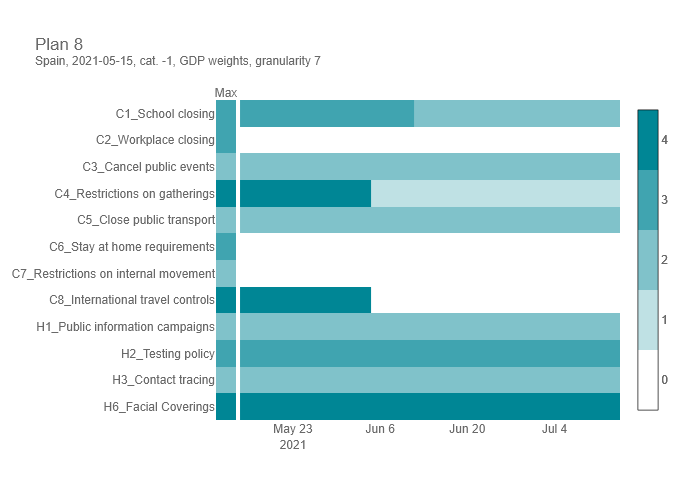 Plan 8
Spain, 2021-05-15, cat. -1, GDP weights, granularity 7
Max
C1_School closing
C2_Workplace closing
C3_Cancel public events
C4_Restrictions on gatherings
C5_Close public transport
C6_Stay at home requirements
C7_Restrictions on internal movement
C8_International travel controls
H1_Public information campaigns
H2_Testing policy
H3_Contact tracing
H6_Facial Coverings
May 23 Jun 6 Jun 20 Jul 4
2021
4
3
2
1
0